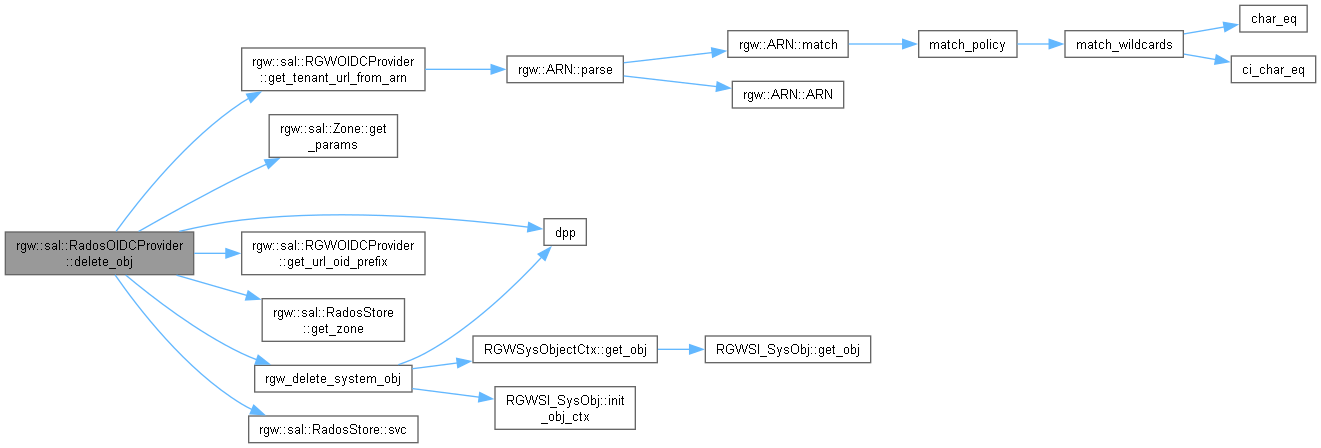 rgw::sal::RadosOIDCProvider
::delete_obj
rgw::sal::RGWOIDCProvider
::get_tenant_url_from_arn
rgw::ARN::parse
rgw::ARN::match
match_policy
match_wildcards
char_eq
ci_char_eq
rgw::ARN::ARN
rgw::sal::Zone::get
_params
dpp
rgw::sal::RGWOIDCProvider
::get_url_oid_prefix
rgw::sal::RadosStore
::get_zone
rgw_delete_system_obj
RGWSysObjectCtx::get_obj
RGWSI_SysObj::get_obj
RGWSI_SysObj::init
_obj_ctx
rgw::sal::RadosStore::svc